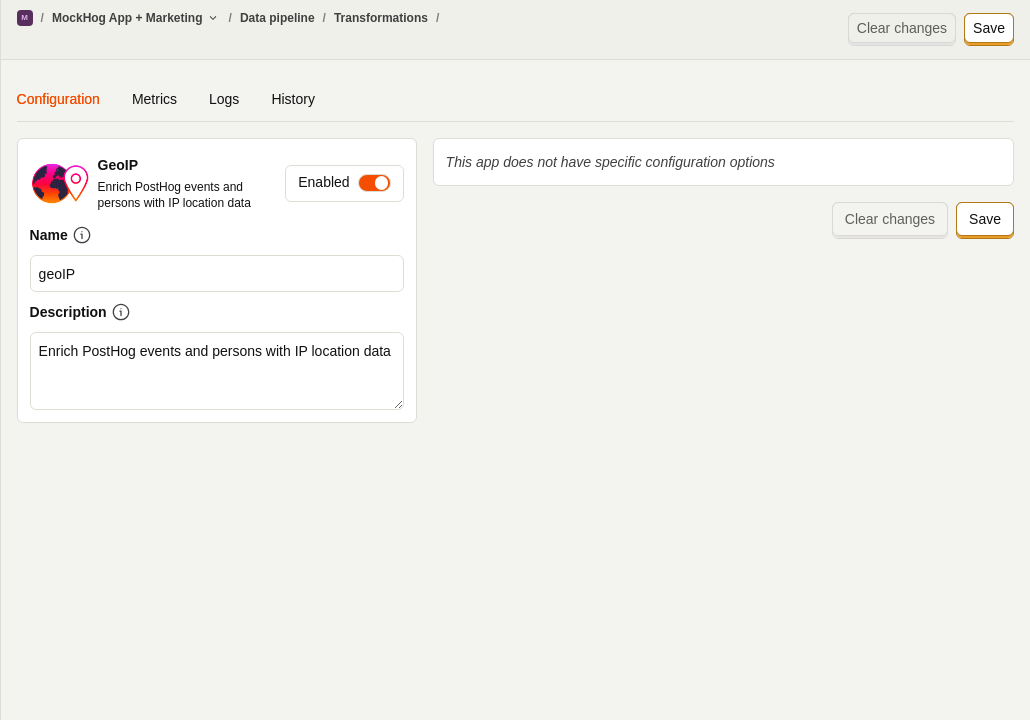 M / MockHog App + Marketing / Data pipeline / Transformations /
Clear changes Save
Configuration Metrics Logs History
GeoIP
Enrich PostHog events and
persons with IP location data
Enabled
Name
geoIP
Description
Enrich PostHog events and persons with IP location data
This app does not have specific configuration options
Clear changes Save